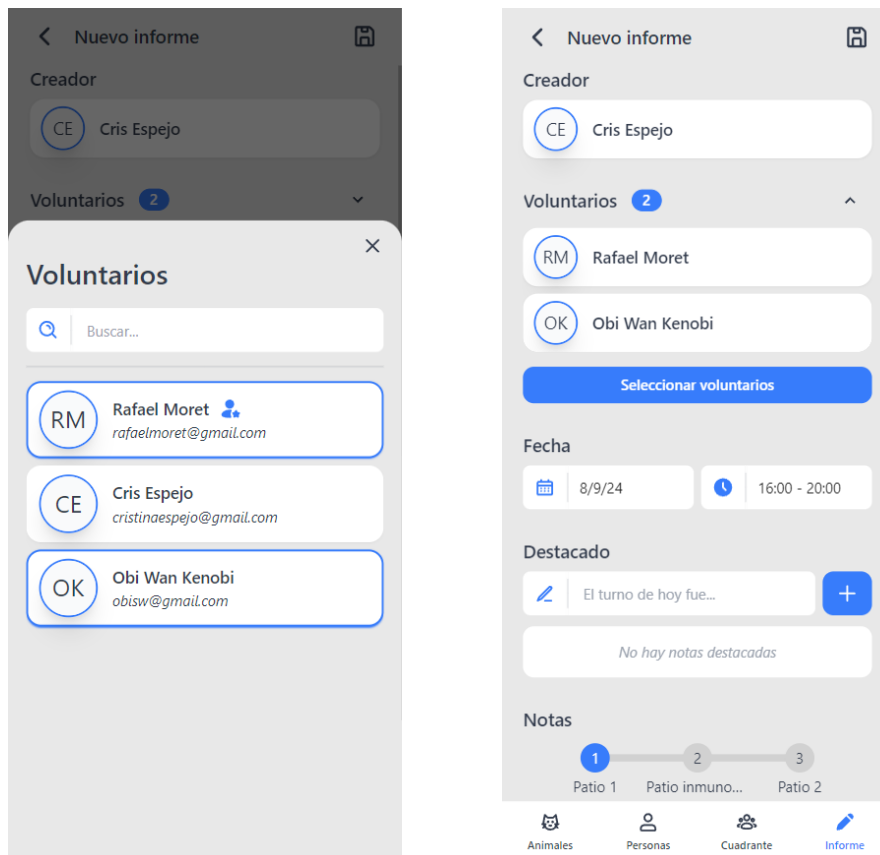 Nuevo informe
Creador
CE Cris Espejo
Voluntarios 2
Voluntarios
Buscar...
RM Rafael Moret
rafaelmoret@gmail.com
CE Cris Espejo
cristinaespejo@gmail.com
OK Obi Wan Kenobi
obisw@gmail.com
Nuevo informe
Creador
CE Cris Espejo
Voluntarios 2
RM Rafael Moret
OK Obi Wan Kenobi
Seleccionar voluntarios
Fecha
8/9/24 16:00 - 20:00
Destacado
El turno de hoy fue...
No hay notas destacadas
Notas
1 2 3
Patio 1 Patio inmuno... Patio 2
Animales Personas Cuadrante Informe